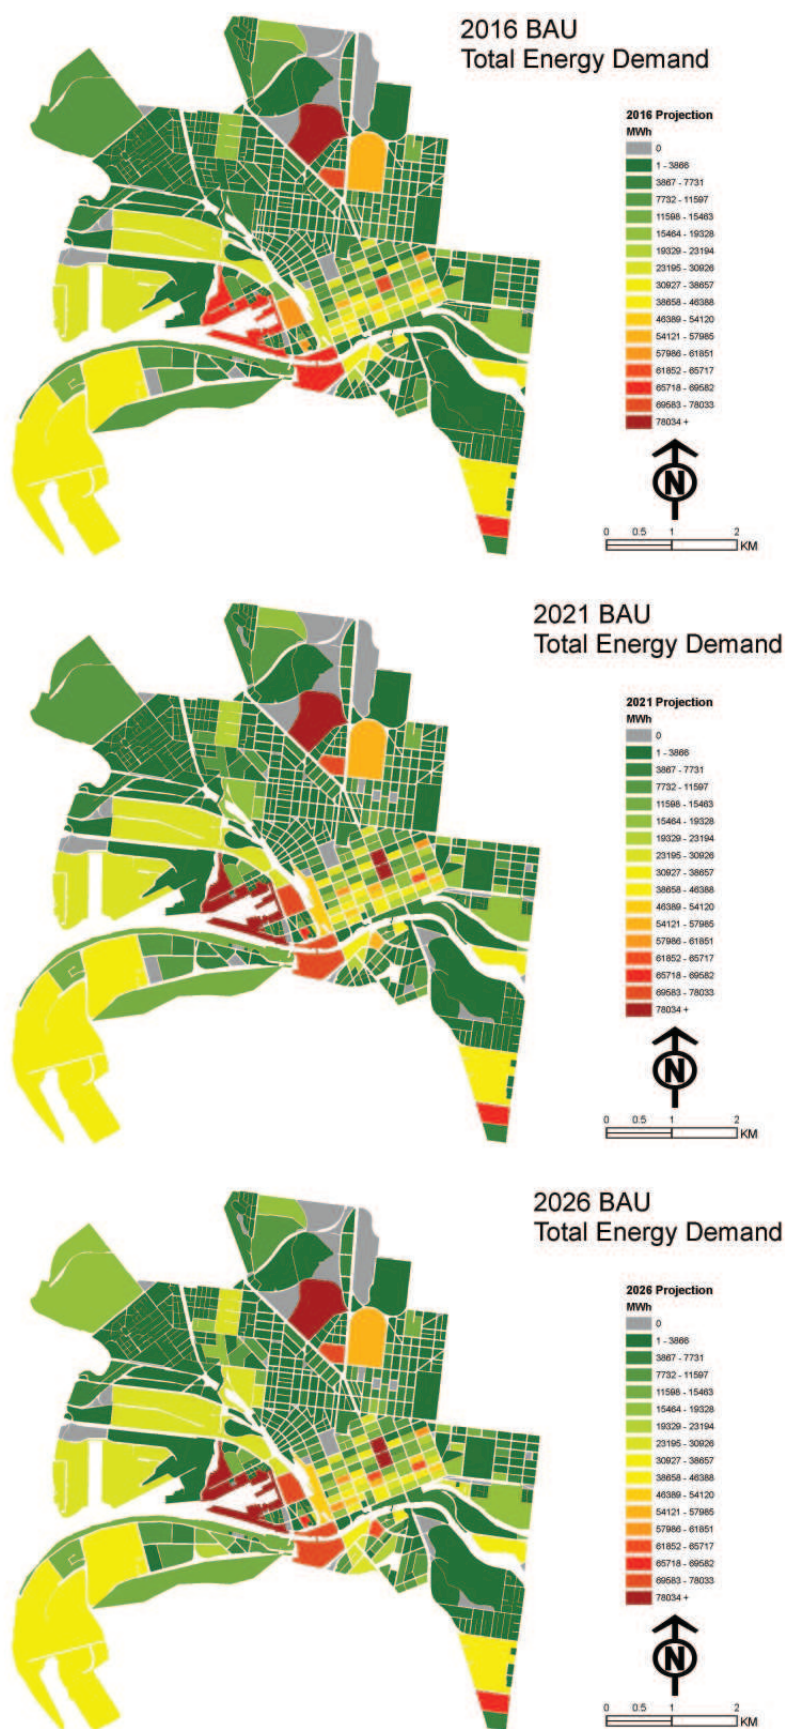 2016 BAU
Total Energy Demand
2016 Projection
MWh
0
1 - 3866
3867 - 7731
7732 - 11597
11598 - 15463
15464 - 19328
19329 - 23194
23195 - 30926
30927 - 38657
38658 - 46388
46389 - 54120
54121 - 57985
57986 - 61851
61852 - 65717
65718 - 69582
69583 - 78033
78034 +
N
0 0.5 1 2
KM
2021 BAU
Total Energy Demand
2021 Projection
MWh
0
1 - 3866
3867 - 7731
7732 - 11597
11598 - 15463
15464 - 19328
19329 - 23194
23195 - 30926
30927 - 38657
38658 - 46388
46389 - 54120
54121 - 57985
57986 - 61851
61852 - 65717
65718 - 69582
69583 - 78033
78034 +
N
0 0.5 1 2
KM
2026 BAU
Total Energy Demand
2026 Projection
MWh
0
1 - 3866
3867 - 7731
7732 - 11597
11598 - 15463
15464 - 19328
19329 - 23194
23195 - 30926
30927 - 38657
38658 - 46388
46389 - 54120
54121 - 57985
57986 - 61851
61852 - 65717
65718 - 69582
69583 - 78033
78034 +
N
0 0.5 1 2
KM